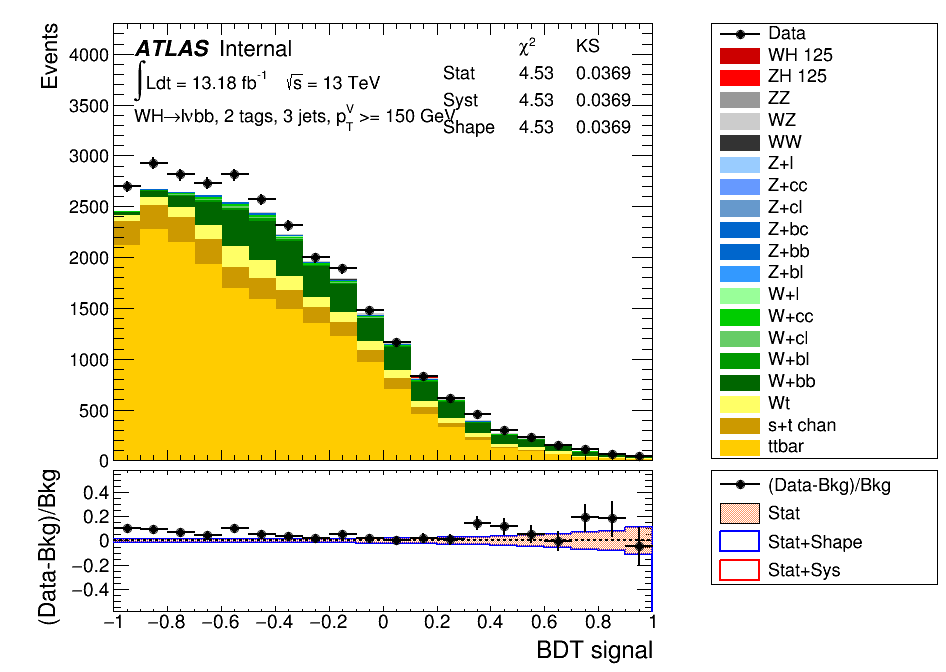 ATLAS Internal
∫Ldt = 13.18 fb⁻¹ √s = 13 TeV
WH→lνbb, 2 tags, 3 jets, p_T^V >= 150 GeV
χ² KS
Stat 4.53 0.0369
Syst 4.53 0.0369
Shape 4.53 0.0369
Events
4000
3500
3000
2500
2000
1500
1000
500
0
(Data-Bkg)/Bkg
0.4
0.2
0
−0.2
−0.4
−1 −0.8 −0.6 −0.4 −0.2 0 0.2 0.4 0.6 0.8 1
BDT signal
Data
WH 125
ZH 125
ZZ
WZ
WW
Z+l
Z+cc
Z+cl
Z+bc
Z+bb
Z+bl
W+l
W+cc
W+cl
W+bl
W+bb
Wt
s+t chan
ttbar
(Data-Bkg)/Bkg
Stat
Stat+Shape
Stat+Sys